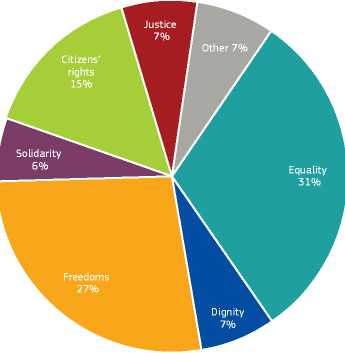 Justice
7%
Other 7%
Citizens'
rights
15%
Solidarity
6%
Equality
31%
Freedoms
27%
Dignity
7%